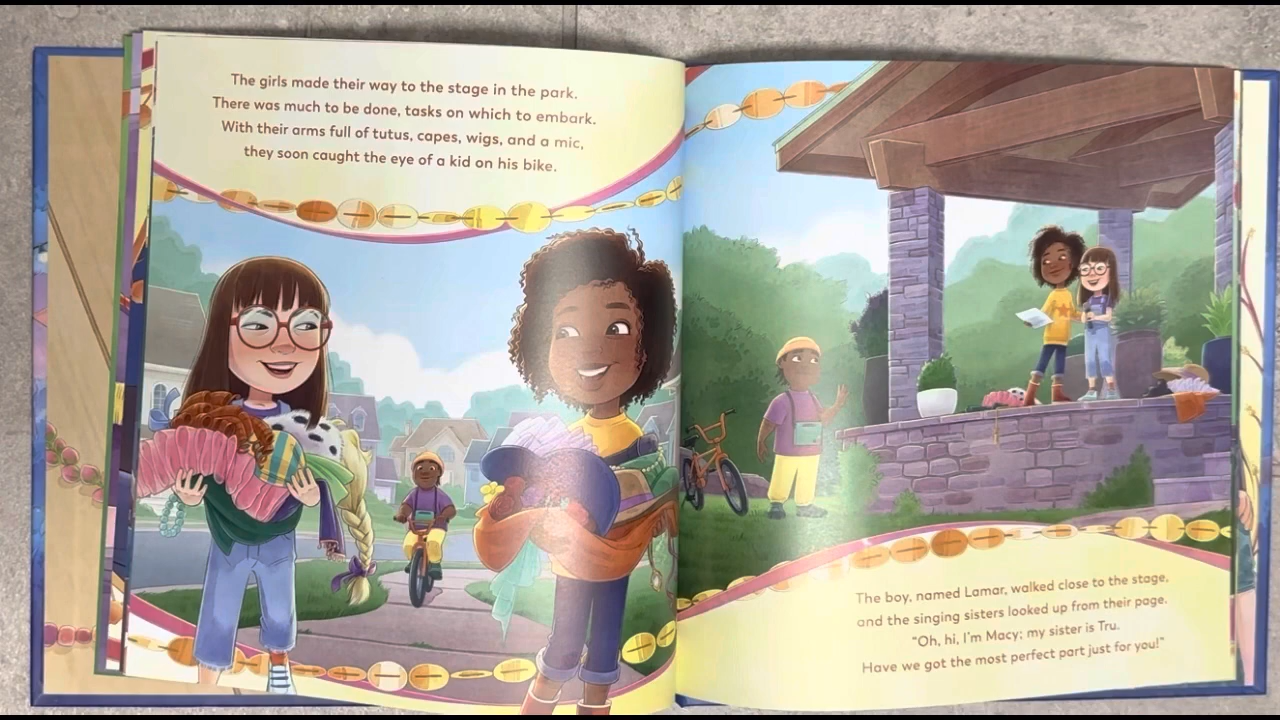 The girls made their way to the stage in the park.
There was much to be done, tasks on which to embark.
With their arms full of tutus, capes, wigs, and a mic,
they soon caught the eye of a kid on his bike.
The boy, named Lamar, walked close to the stage,
and the singing sisters looked up from their page.
"Oh, hi, I'm Macy; my sister is Tru.
Have we got the most perfect part just for you!"